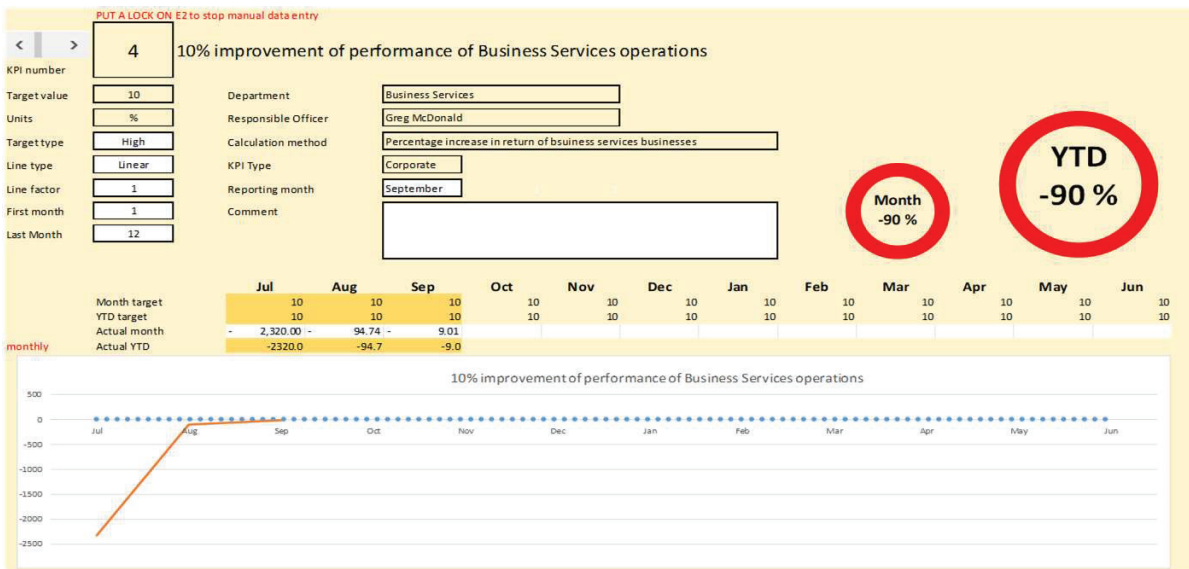 PUT A LOCK ON E2 to stop manual data entry
< >
4
10% improvement of performance of Business Services operations
KPI number
Target value 10 Department Business Services
Units % Responsible Officer Greg McDonald
Target type High Calculation method Percentage increase in return of bsuiness services businesses
Line type Linear KPI Type Corporate
Line factor 1 Reporting month September
First month 1 Comment
Last Month 12
Month
-90 %
YTD
-90 %
Jul Aug Sep Oct Nov Dec Jan Feb Mar Apr May Jun
Month target 10 10 10 10 10 10 10 10 10 10 10 10
YTD target 10 10 10 10 10 10 10 10 10 10 10 10
Actual month - 2,320.00 - 94.74 - 9.01
monthly Actual YTD -2320.0 -94.7 -9.0
10% improvement of performance of Business Services operations
500
0
Jul Aug Sep Oct Nov Dec Jan Feb Mar Apr May Jun
-500
-1000
-1500
-2000
-2500